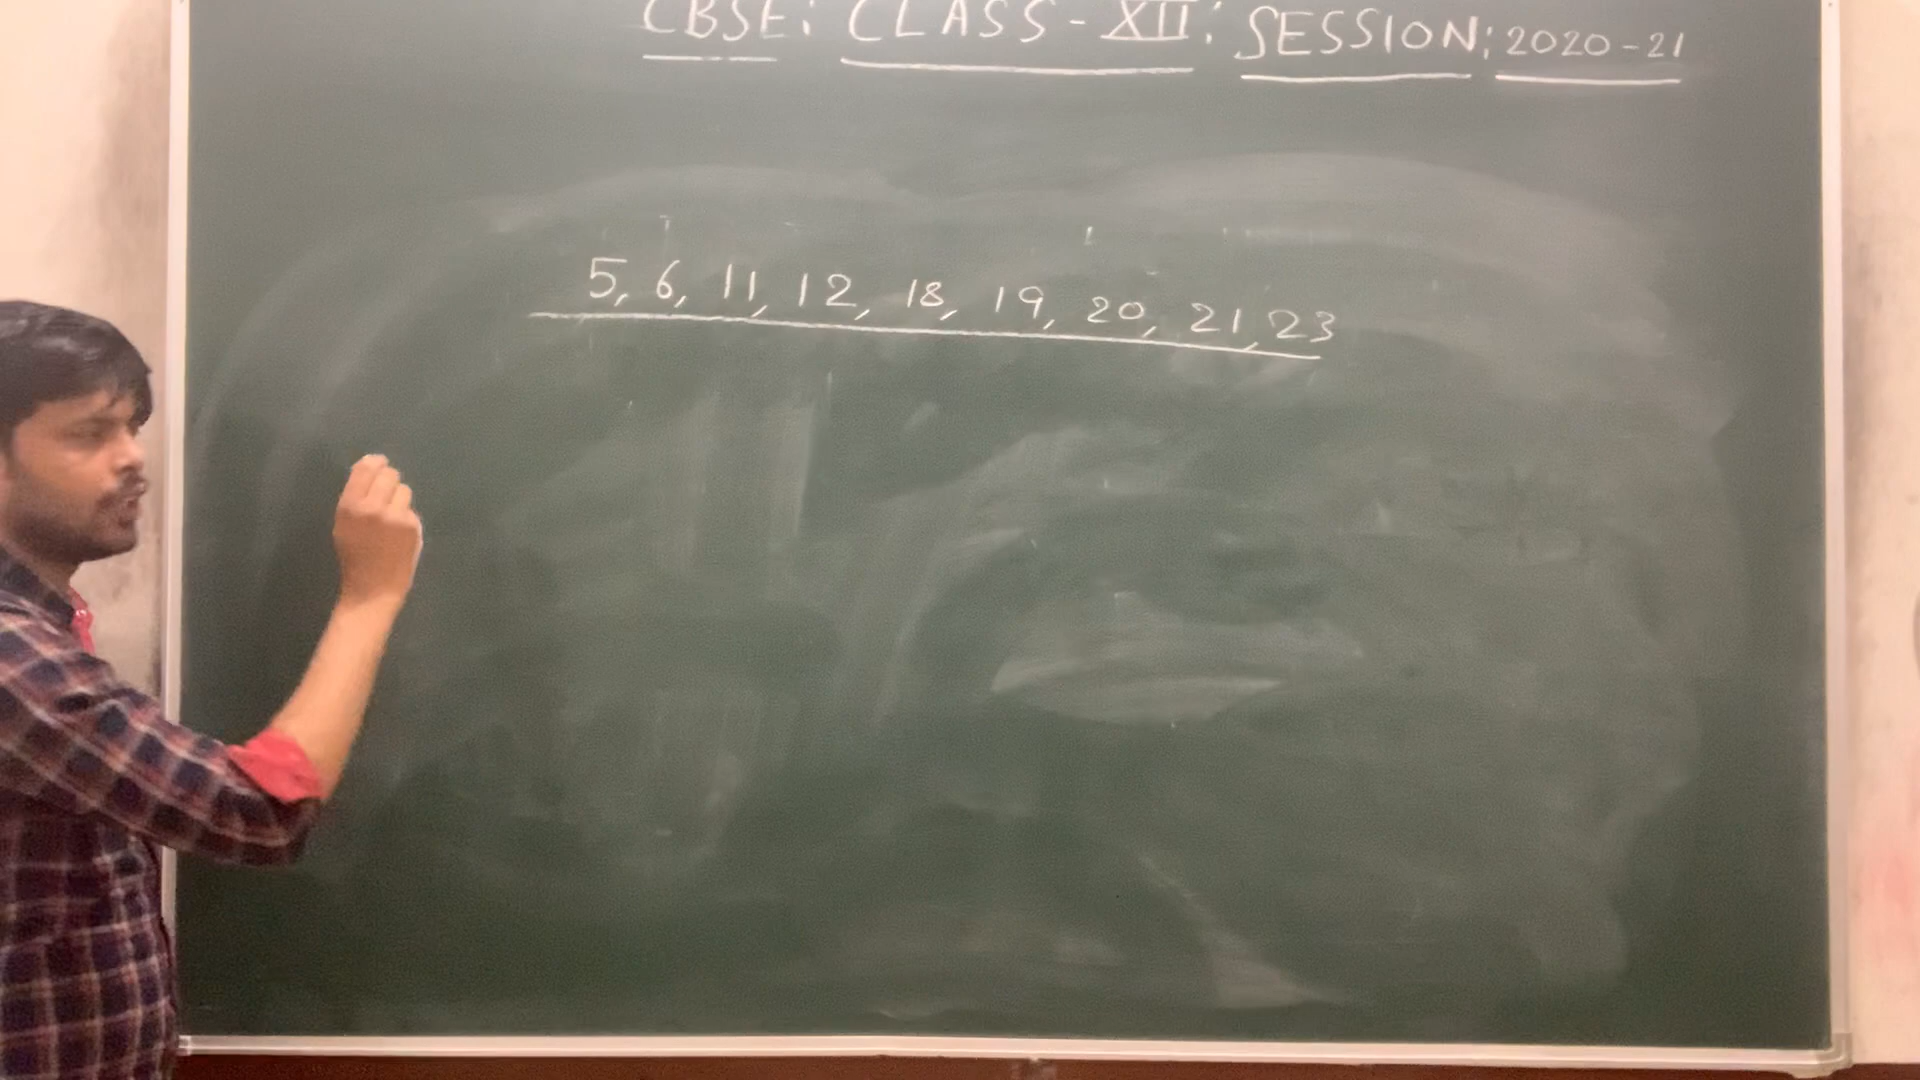 CBSE: CLASS-XII: SESSION: 2020-21
5, 6, 11, 12, 18, 19, 20, 21, 23